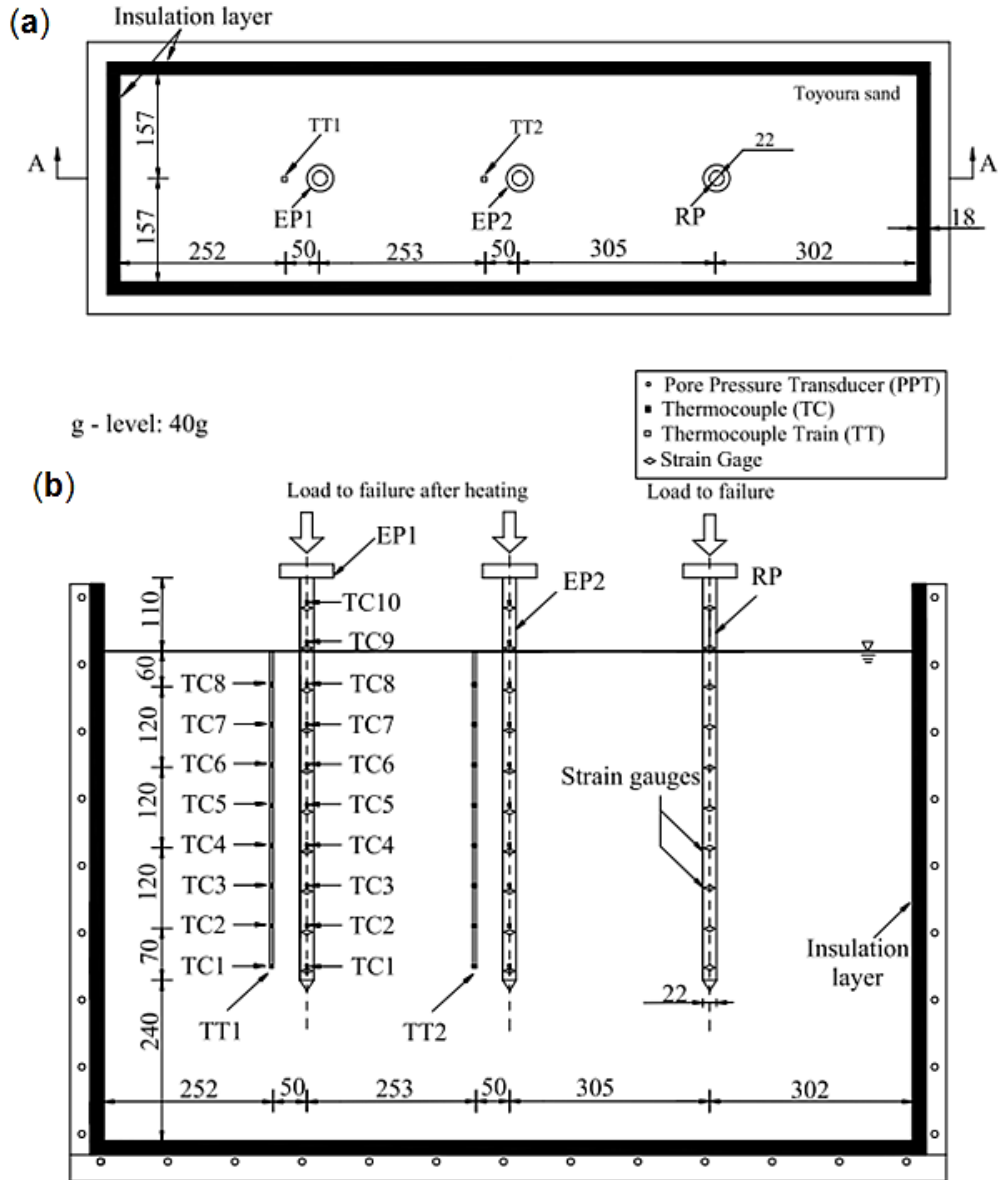 (a)
Insulation layer
Toyoura sand
157
157
TT1
TT2
22
A
A
EP1
EP2
RP
18
252
50
253
50
305
302
Pore Pressure Transducer (PPT)
Thermocouple (TC)
Thermocouple Train (TT)
Strain Gage
g - level: 40g
(b)
Load to failure after heating
Load to failure
EP1
EP2
RP
110
TC10
TC9
60
TC8
TC8
120
TC7
TC7
TC6
TC6
120
TC5
TC5
Strain gauges
TC4
TC4
120
TC3
TC3
TC2
TC2
70
TC1
TC1
Insulation
layer
22
TT1
TT2
240
252
50
253
50
305
302